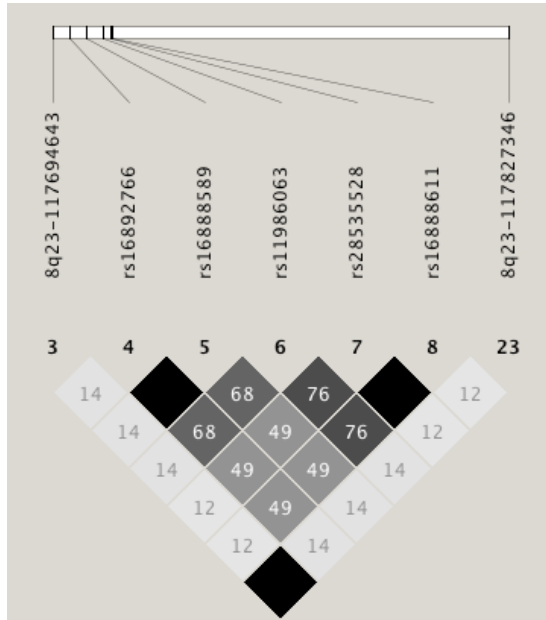 8q23-117694643
rs16892766
rs16888589
rs11986063
rs28535528
rs16888611
8q23-117827346
3 4 5 6 7 8 23
14 68 76 12
14 68 49 76 12
14 49 49 14
12 49 14
12 14